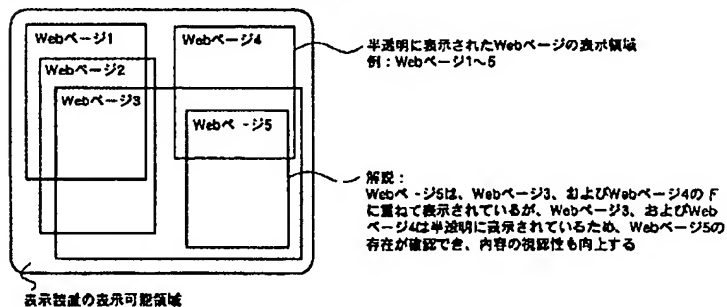 Webページ1
Webページ4
Webページ2
Webページ3
Webペ -ジ5
半透明に表示されたWebページの表示領域
例：Webページ1〜5
解説：
Webペ -ジ5は、Webページ3、およびWebページ4の下
に重ねて表示されているが、Webページ3、およびWeb
ページ4は半透明に表示されているため、Webページ5の
存在が確認でき、内容の視認性も向上する
表示装置の表示可能領域